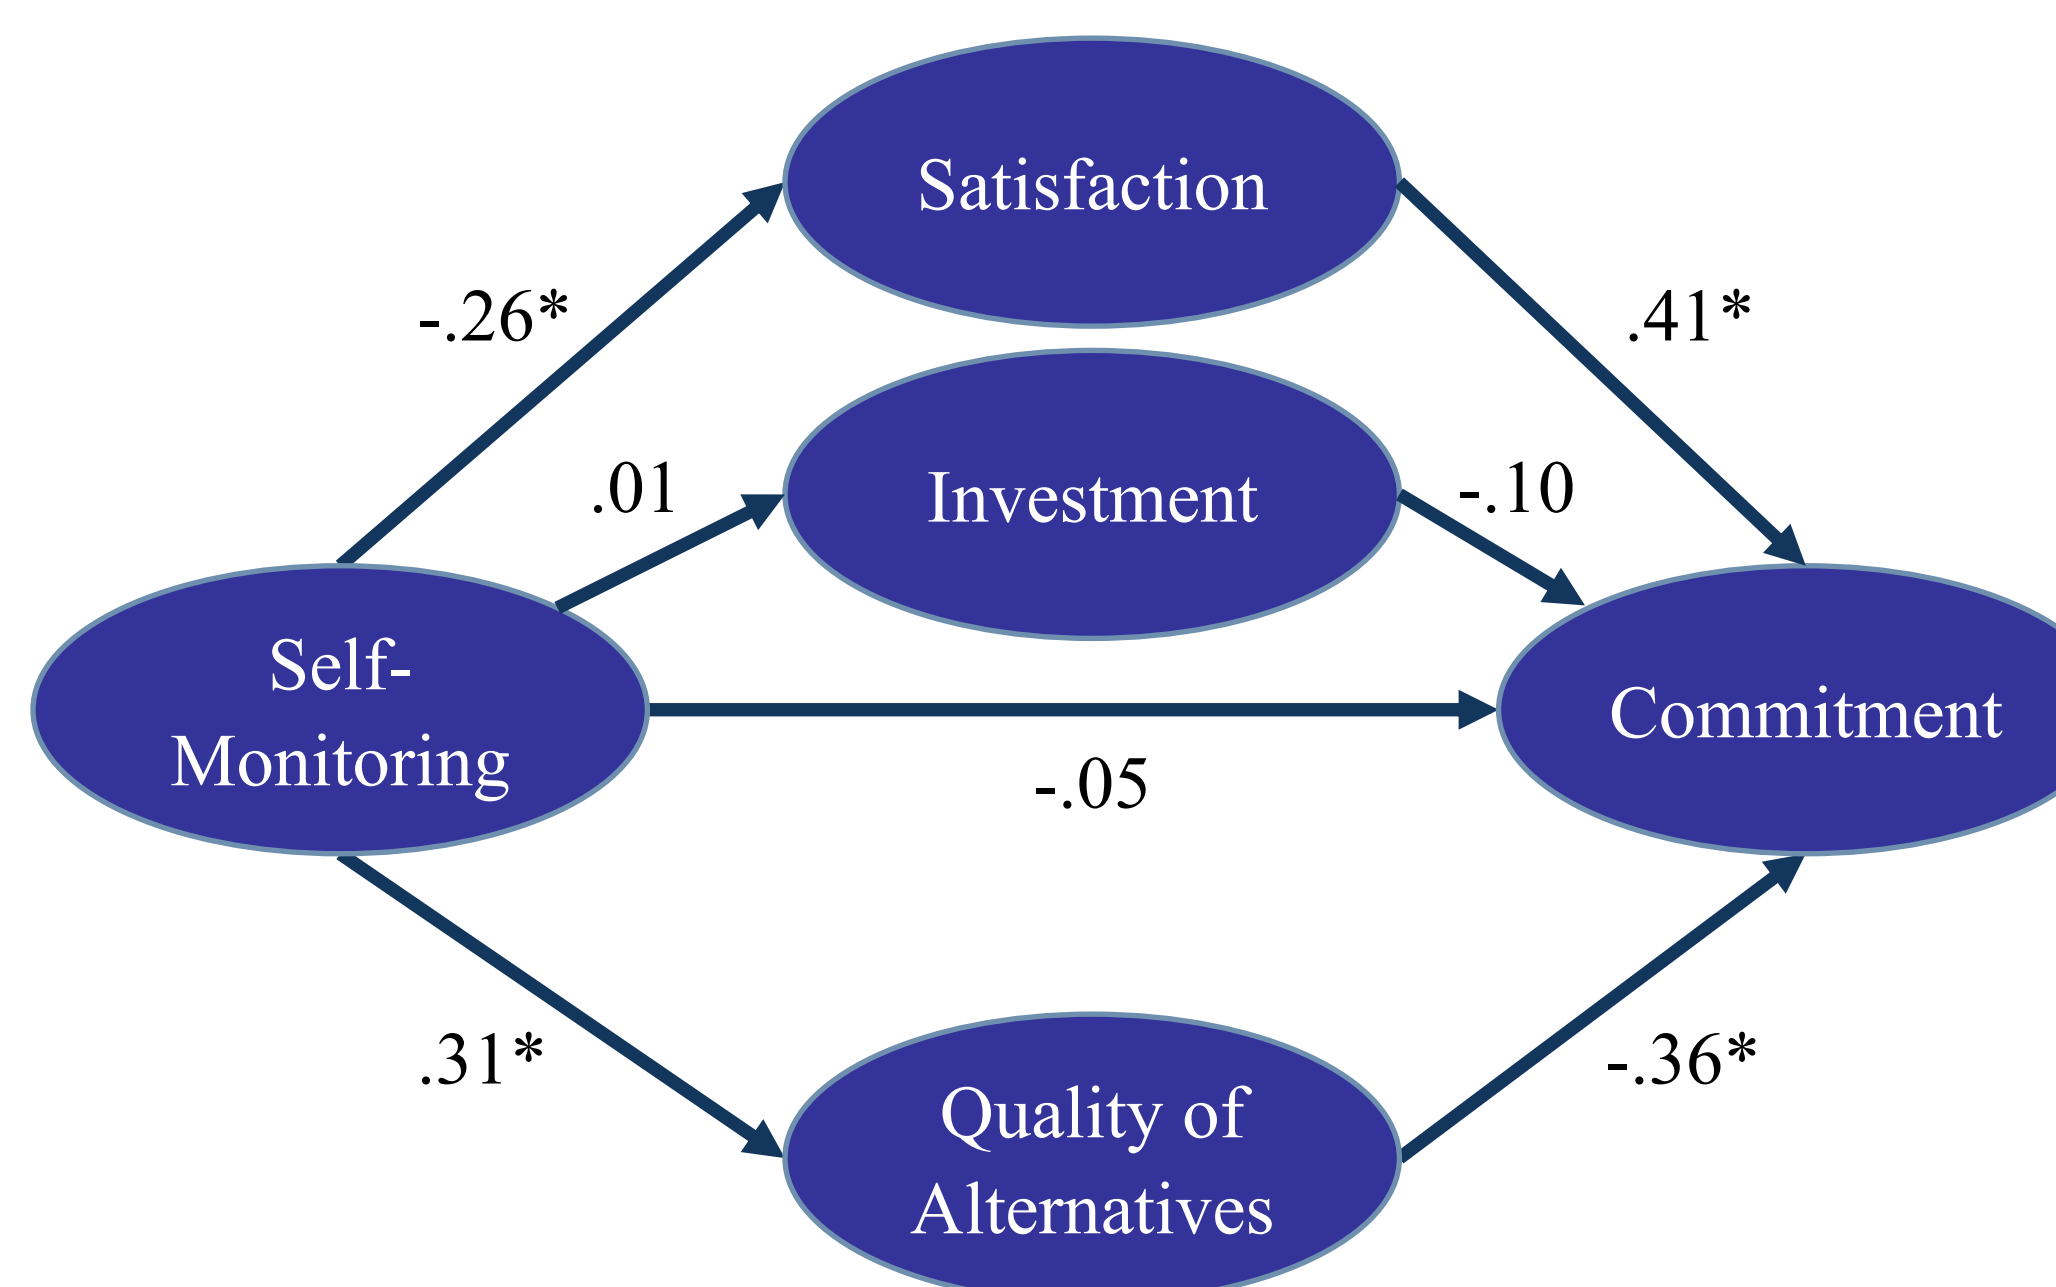 Satisfaction
-.26*
.41*
.01
Investment
-.10
Self-
Monitoring
Commitment
-.05
.31*
-.36*
Quality of
Alternatives